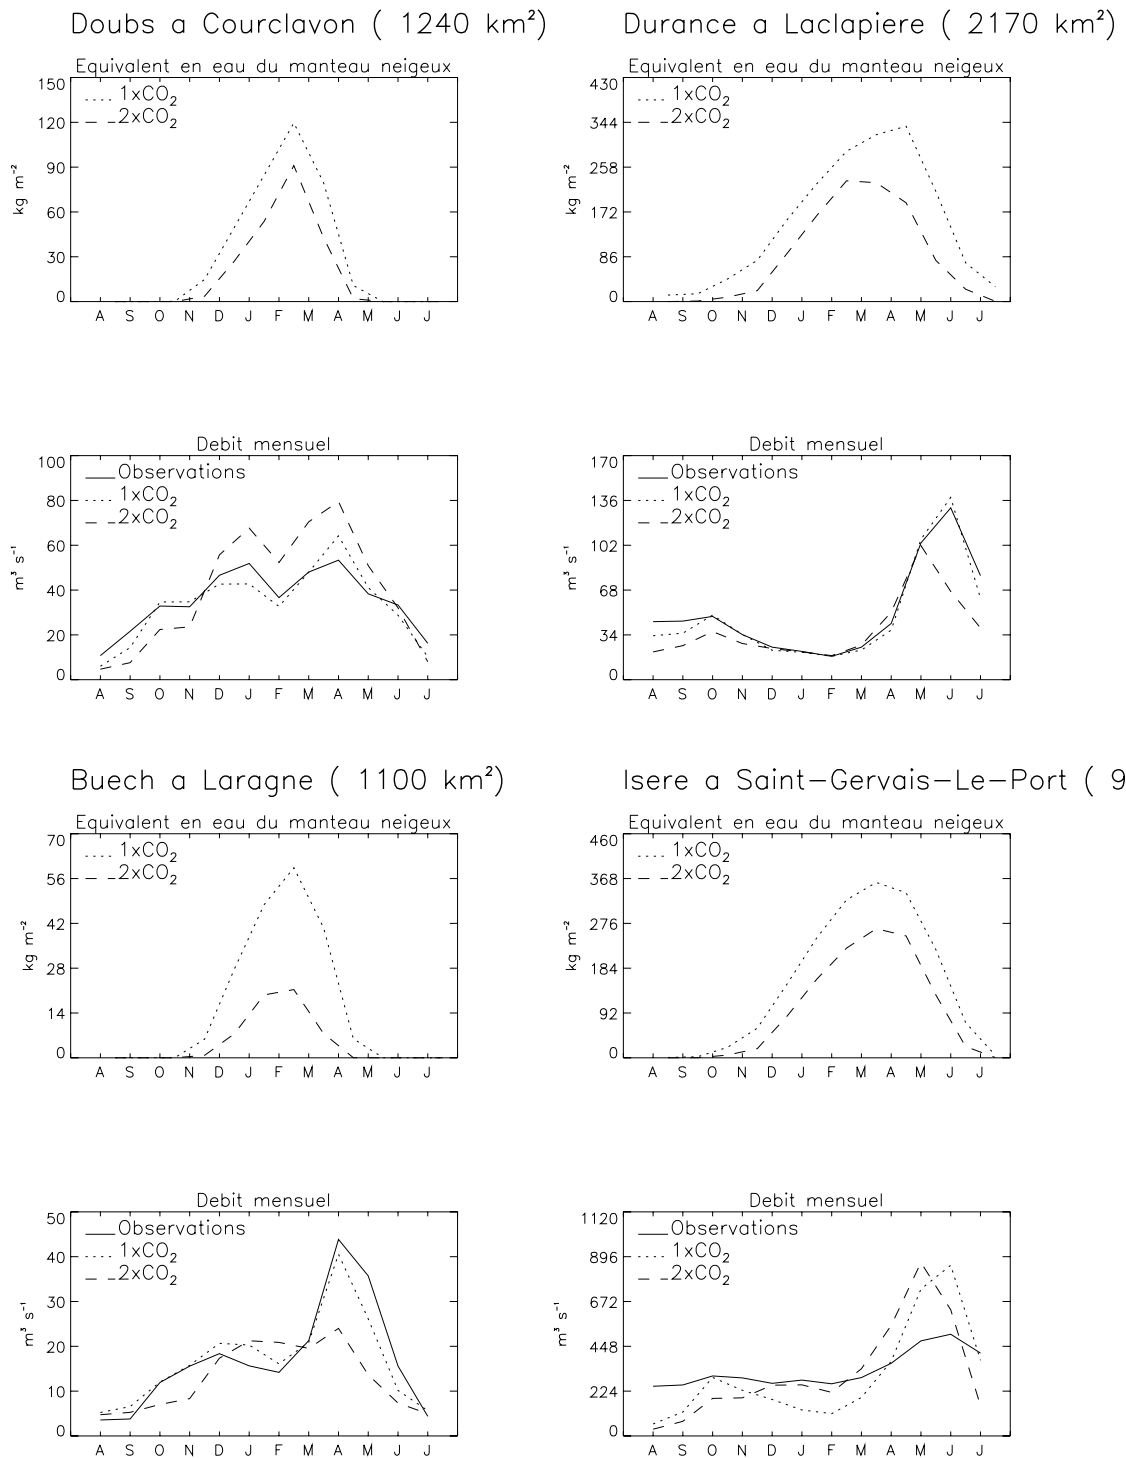 Doubs a Courclavon ( 1240 km²)
Equivalent en eau du manteau neigeux
150
120
90
60
30
0
kg m⁻²
1xCO₂
2xCO₂
A S O N D J F M A M J J
Durance a Laclapiere ( 2170 km²)
Equivalent en eau du manteau neigeux
430
344
258
172
86
0
kg m⁻²
1xCO₂
2xCO₂
A S O N D J F M A M J J
Debit mensuel
100
80
60
40
20
0
m³ s⁻¹
Observations
1xCO₂
2xCO₂
A S O N D J F M A M J J
Debit mensuel
170
136
102
68
34
0
m³ s⁻¹
Observations
1xCO₂
2xCO₂
A S O N D J F M A M J J
Buech a Laragne ( 1100 km²)
Equivalent en eau du manteau neigeux
70
56
42
28
14
0
kg m⁻²
1xCO₂
2xCO₂
A S O N D J F M A M J J
Isere a Saint-Gervais-Le-Port ( 9
Equivalent en eau du manteau neigeux
460
368
276
184
92
0
kg m⁻²
1xCO₂
2xCO₂
A S O N D J F M A M J J
Debit mensuel
50
40
30
20
10
0
m³ s⁻¹
Observations
1xCO₂
2xCO₂
A S O N D J F M A M J J
Debit mensuel
1120
896
672
448
224
0
m³ s⁻¹
Observations
1xCO₂
2xCO₂
A S O N D J F M A M J J